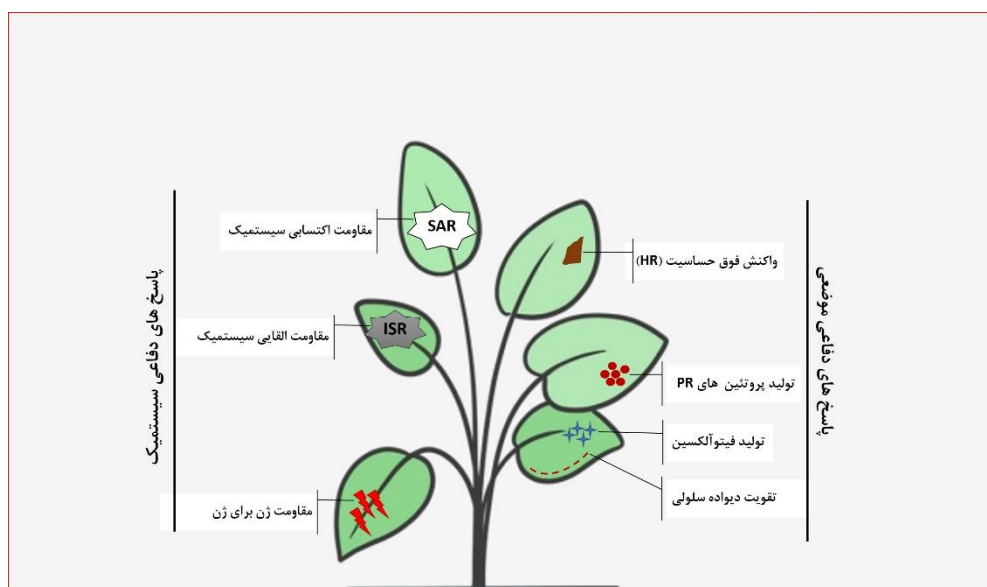 SAR
مقاومت اکتسابی سیستمیک
واکنش فوق حساسیت (HR)
پاسخ های دفاعی سیستمیک
پاسخ های دفاعی موضعی
ISR
مقاومت القایی سیستمیک
تولید پروتئین های PR
تولید فیتوآلکسین
تقویت دیواده سلولی
مقاومت ژن برای ژن